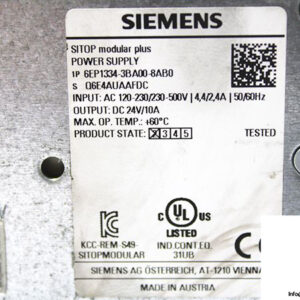 SIEMENS
SITOP modular plus
POWER SUPPLY
1P 6EP1334-3BA00-8AB0
S Q6E4AUAAFDC
INPUT: AC 120-230/230-500V | 4,4/2,4A | 50/60Hz
OUTPUT: DC 24V/10A
MAX. OP. TEMP.: +60°C
PRODUCT STATE: X 3 4 5 TESTED
C UL US
LISTED
KCC-REM-S49-
SITOPMODULAR
IND.CONT.EQ.
31UB
CE
SIEMENS AG ÖSTERREICH, AT-1210 VIENNA
MADE IN AUSTRIA